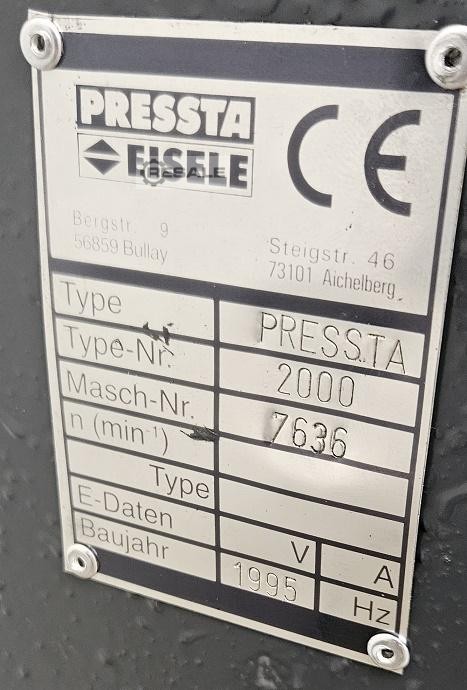 PRESSTA
EISELE
RESALE
CE
Bergstr. 9
56859 Bullay
Steigstr. 46
73101 Aichelberg
Type PRESSTA
Type-Nr. 2000
Masch-Nr. 7636
n (min⁻¹)
Type
E-Daten V A
Baujahr 1995 Hz